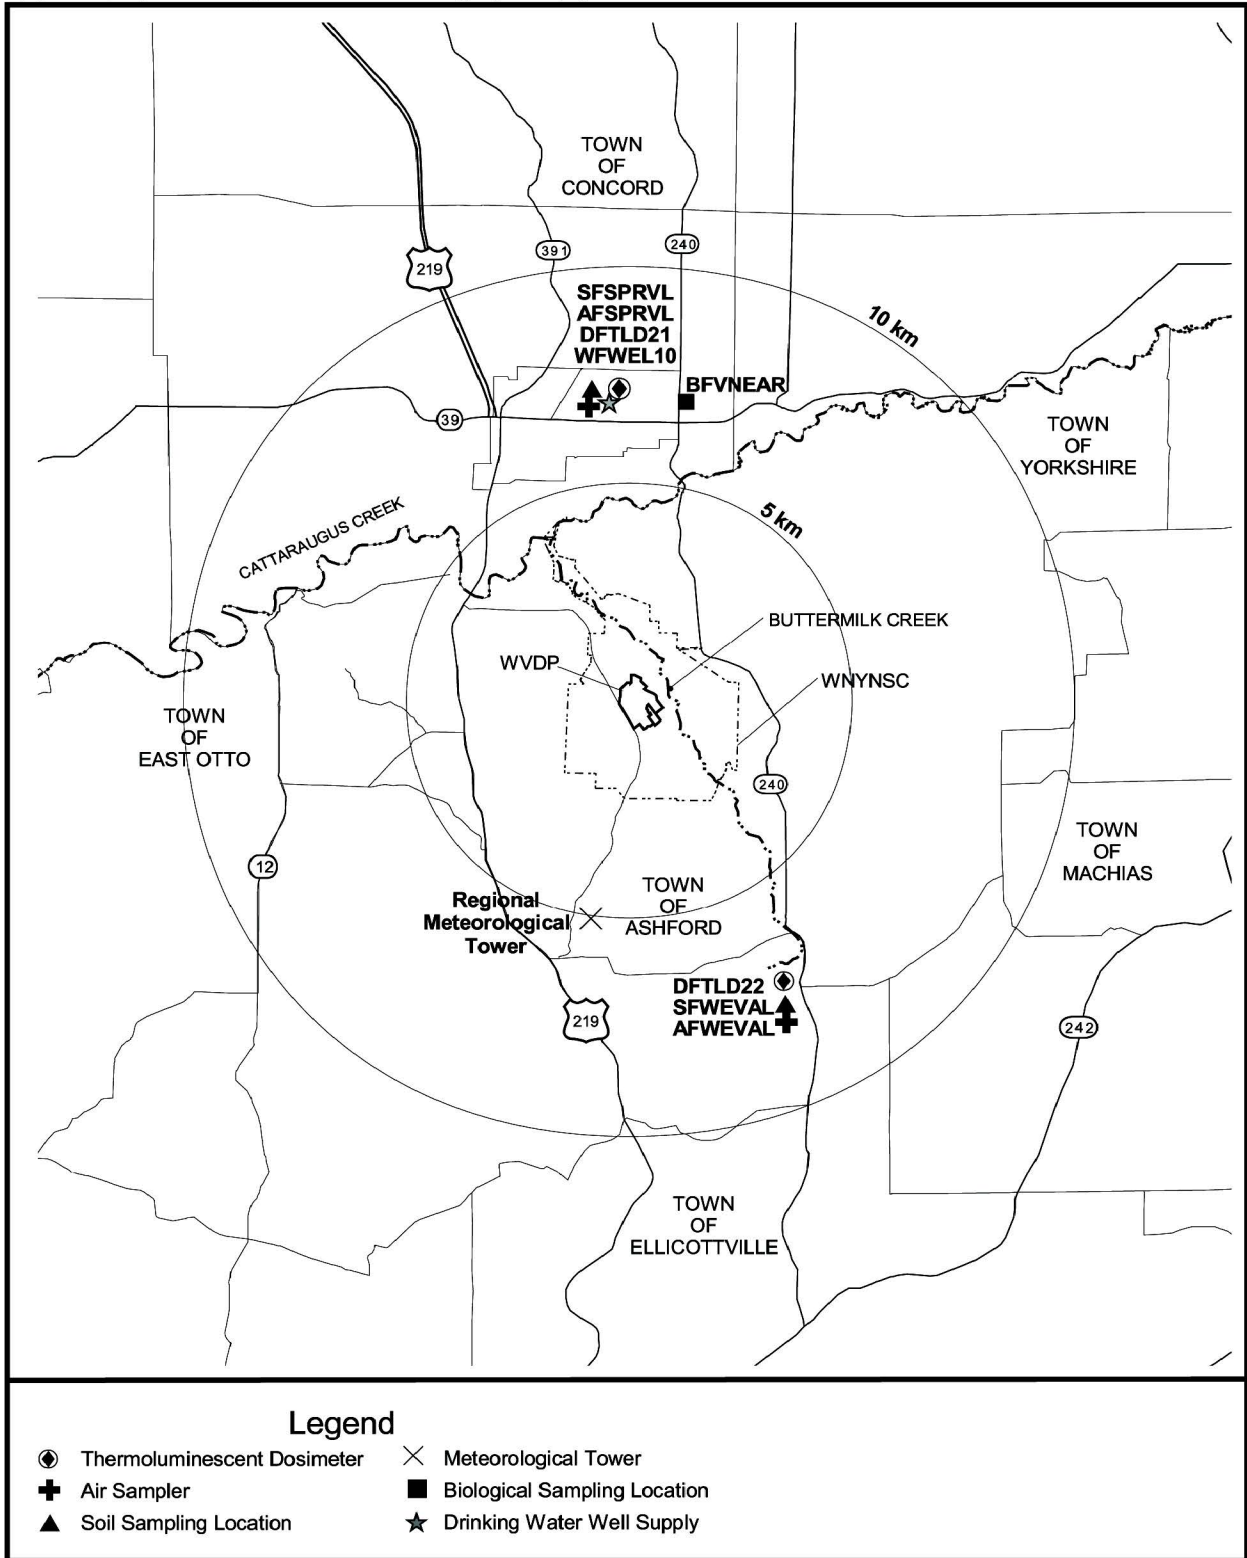 TOWN
OF
CONCORD
391
240
219
SFSPRVL
AFSPRVL
DFTLD21
WFWEL10
10 km
BFVNEAR
39
TOWN
OF
YORKSHIRE
CATTARAUGUS CREEK
5 km
BUTTERMILK CREEK
WVDP
WNYNSC
TOWN
OF
EAST OTTO
240
TOWN
OF
MACHIAS
12
Regional
Meteorological
Tower
TOWN
OF
ASHFORD
DFTLD22
SFWEVAL
AFWEVAL
219
242
TOWN
OF
ELLICOTTVILLE
Legend
Thermoluminescent Dosimeter
Air Sampler
Soil Sampling Location
Meteorological Tower
Biological Sampling Location
Drinking Water Well Supply